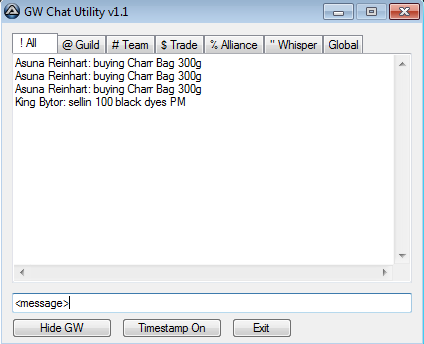 GW Chat Utility v1.1
! All @ Guild # Team $ Trade % Alliance " Whisper Global
Asuna Reinhart: buying Charr Bag 300g
Asuna Reinhart: buying Charr Bag 300g
Asuna Reinhart: buying Charr Bag 300g
King Bytor: sellin 100 black dyes PM
<message>
Hide GW Timestamp On Exit